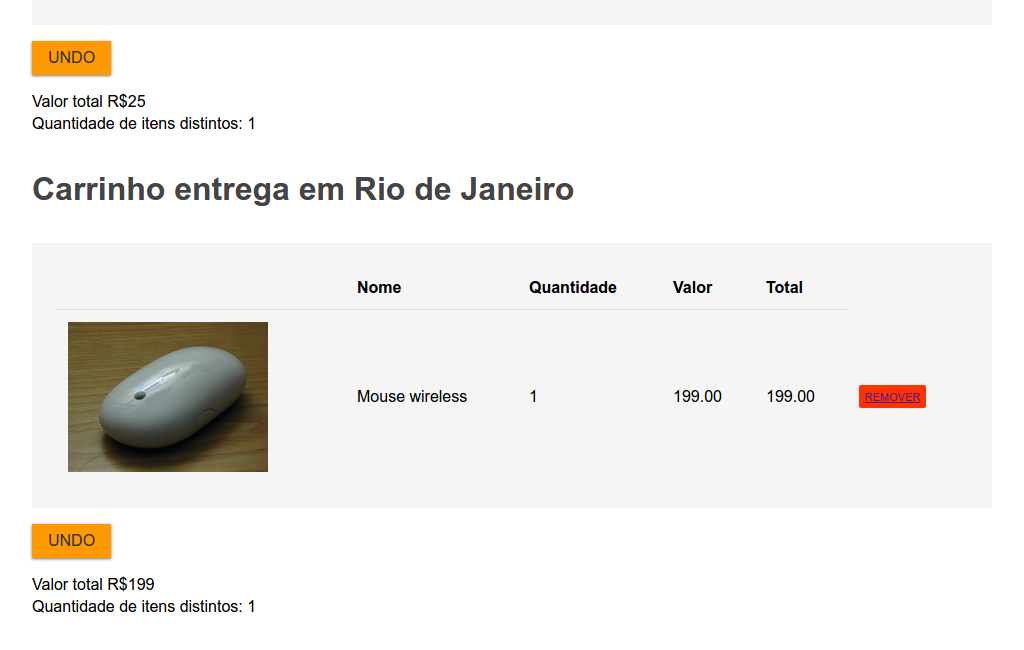 UNDO
Valor total R$25
Quantidade de itens distintos: 1
Carrinho entrega em Rio de Janeiro
Nome Quantidade Valor Total
Mouse wireless 1 199.00 199.00 REMOVER
UNDO
Valor total R$199
Quantidade de itens distintos: 1